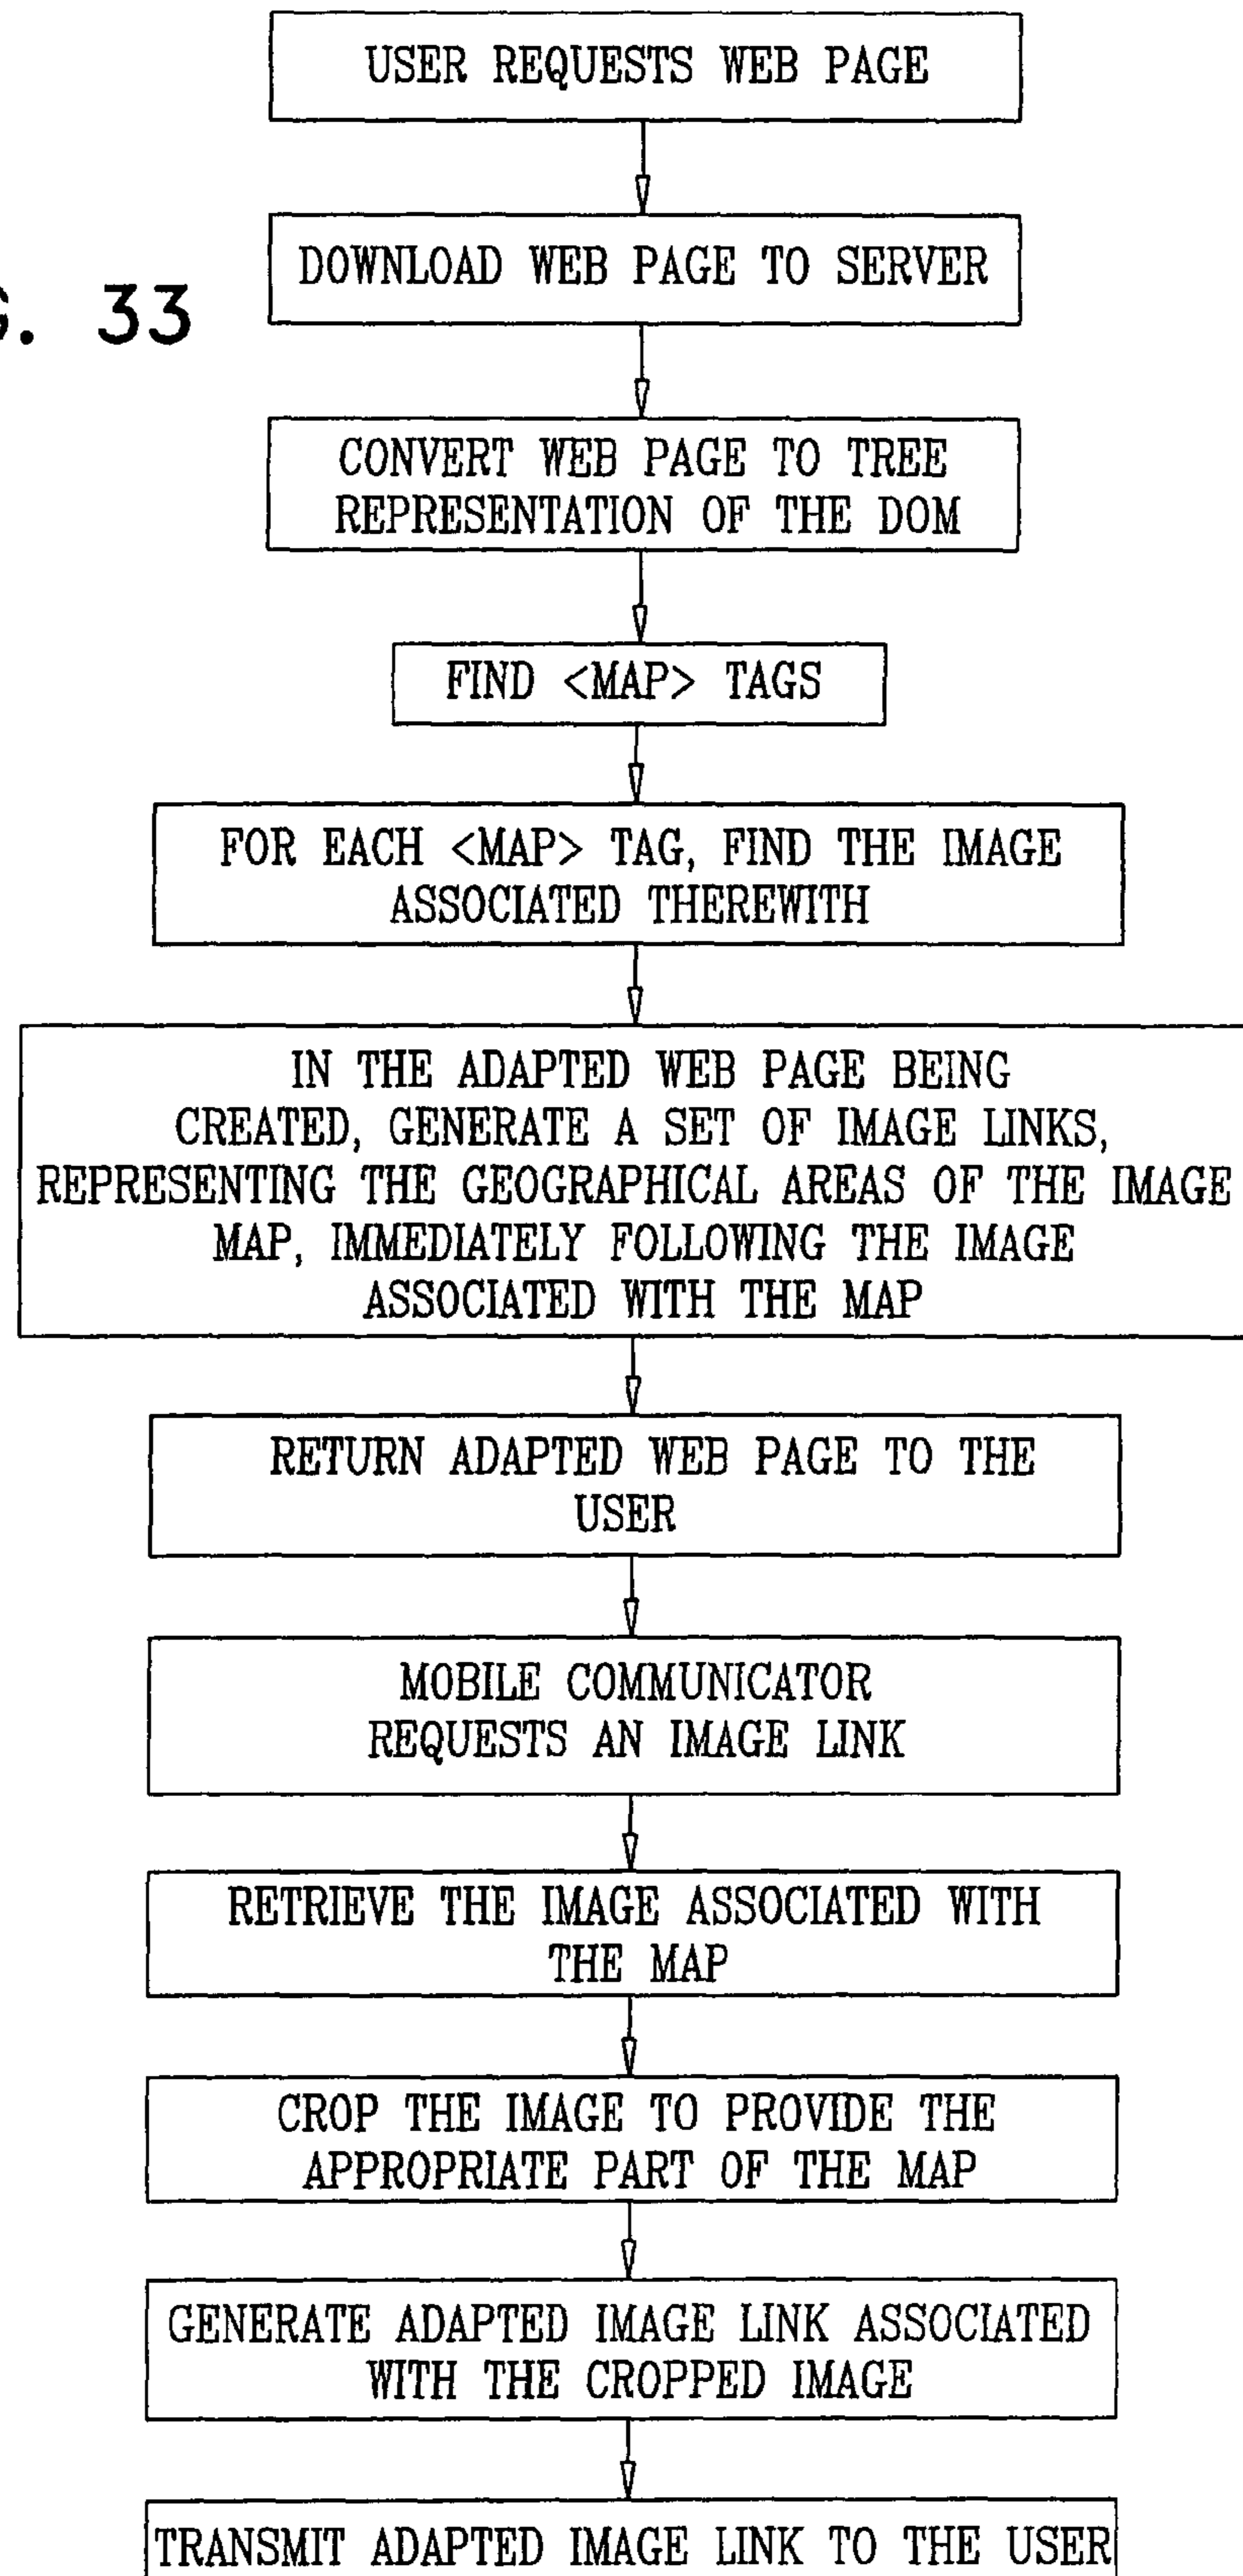 USER REQUESTS WEB PAGE
DOWNLOAD WEB PAGE TO SERVER
G. 33
CONVERT WEB PAGE TO TREE
REPRESENTATION OF THE DOM
FIND <MAP> TAGS
FOR EACH <MAP> TAG, FIND THE IMAGE
ASSOCIATED THEREWITH
IN THE ADAPTED WEB PAGE BEING
CREATED, GENERATE A SET OF IMAGE LINKS,
REPRESENTING THE GEOGRAPHICAL AREAS OF THE IMAGE
MAP, IMMEDIATELY FOLLOWING THE IMAGE
ASSOCIATED WITH THE MAP
RETURN ADAPTED WEB PAGE TO THE
USER
MOBILE COMMUNICATOR
REQUESTS AN IMAGE LINK
RETRIEVE THE IMAGE ASSOCIATED WITH
THE MAP
CROP THE IMAGE TO PROVIDE THE
APPROPRIATE PART OF THE MAP
GENERATE ADAPTED IMAGE LINK ASSOCIATED
WITH THE CROPPED IMAGE
TRANSMIT ADAPTED IMAGE LINK TO THE USER